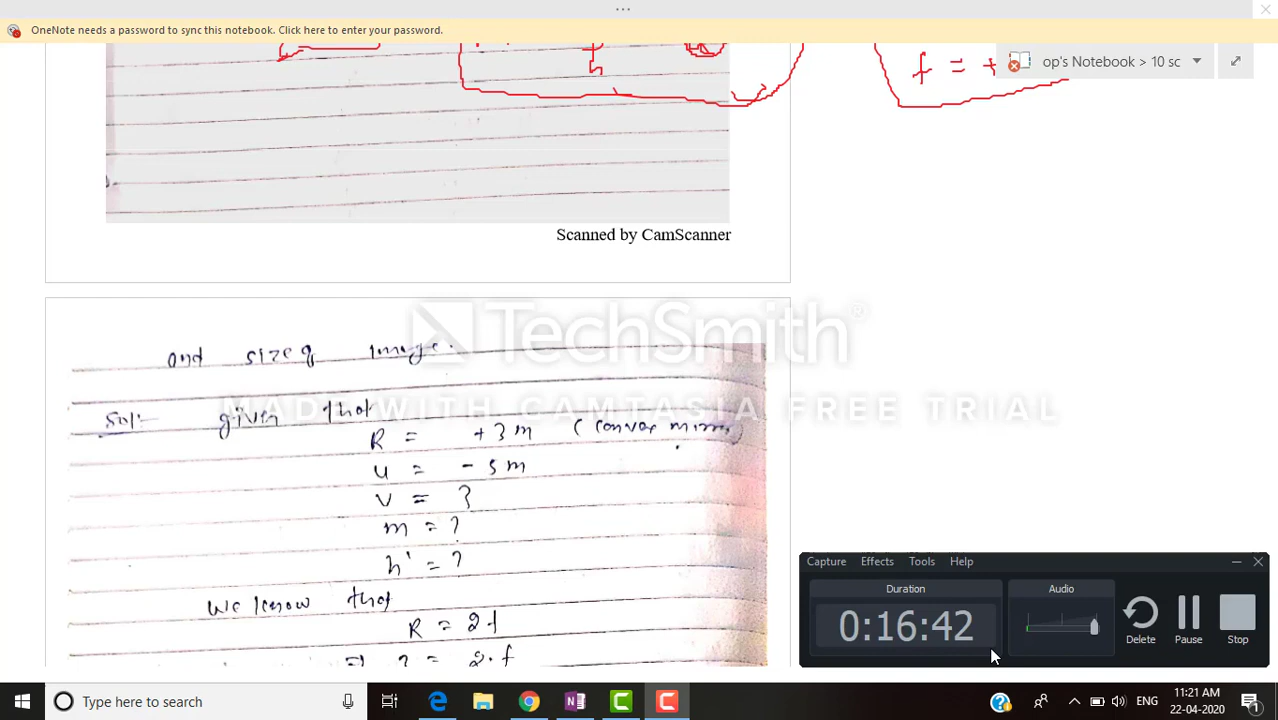 ...
OneNote needs a password to sync this notebook. Click here to enter your password.
h
f = +
op's Notebook > 10 sc
Scanned by CamScanner
TechSmith®
MADE WITH CAMTASIA FREE TRIAL
and size of image.
Sol:- given that
R = +3 m (convex mirror)
u = - 5 m
v = ?
m = ?
h' = ?
We know that
R = 2f
⇒ 3 = 2.f
Capture Effects Tools Help
Duration
Audio
0:16:42
Delete
Pause
Stop
Type here to search
ENG
11:21 AM
22-04-2020
1